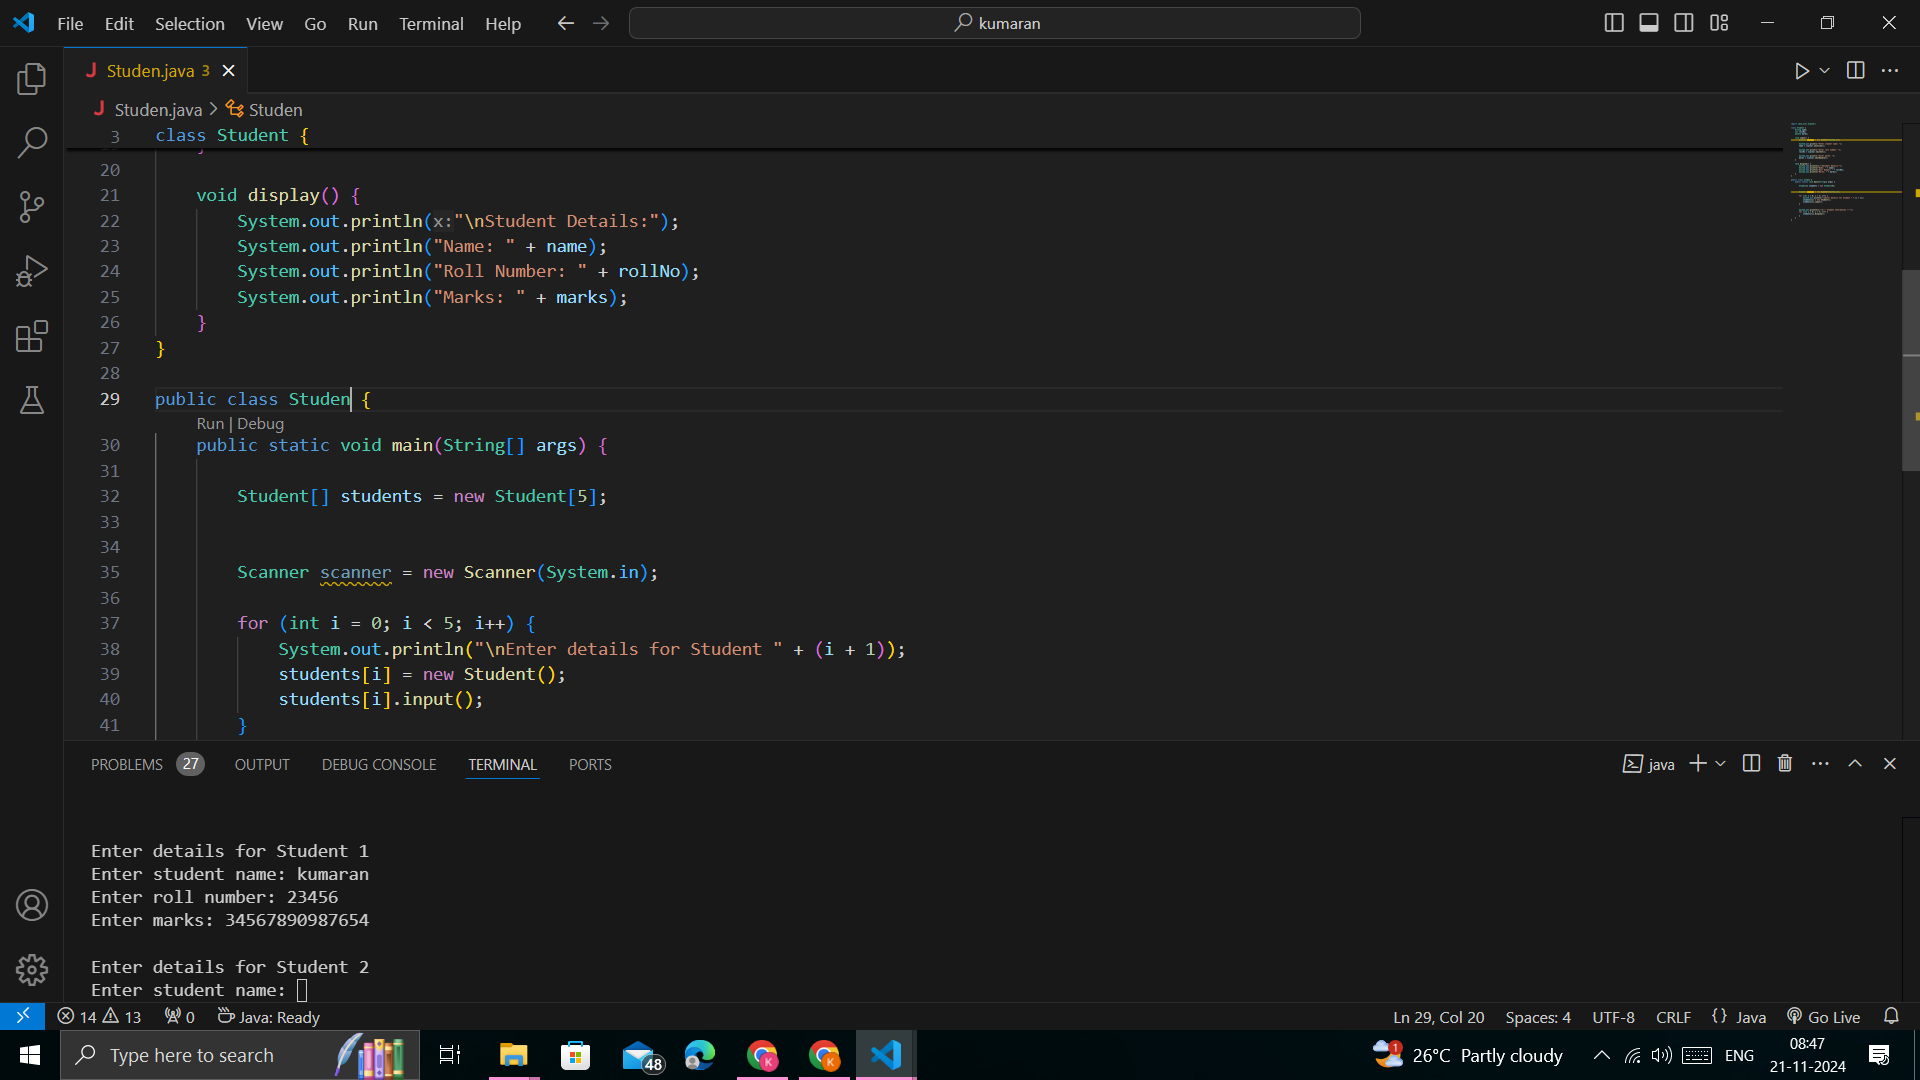 File Edit Selection View Go Run Terminal Help kumaran
Studen.java 3
Studen.java > Studen
3 class Student {
20
21 void display() {
22 System.out.println(x:"\nStudent Details:");
23 System.out.println("Name: " + name);
24 System.out.println("Roll Number: " + rollNo);
25 System.out.println("Marks: " + marks);
26 }
27 }
28
29 public class Studen {
Run | Debug
30 public static void main(String[] args) {
31
32 Student[] students = new Student[5];
33
34
35 Scanner scanner = new Scanner(System.in);
36
37 for (int i = 0; i < 5; i++) {
38 System.out.println("\nEnter details for Student " + (i + 1));
39 students[i] = new Student();
40 students[i].input();
41 }
PROBLEMS 27 OUTPUT DEBUG CONSOLE TERMINAL PORTS java
Enter details for Student 1
Enter student name: kumaran
Enter roll number: 23456
Enter marks: 34567890987654
Enter details for Student 2
Enter student name:
14 13 0 Java: Ready Ln 29, Col 20 Spaces: 4 UTF-8 CRLF {} Java Go Live
Type here to search 48 K K 1 26°C Partly cloudy ENG 08:47
21-11-2024